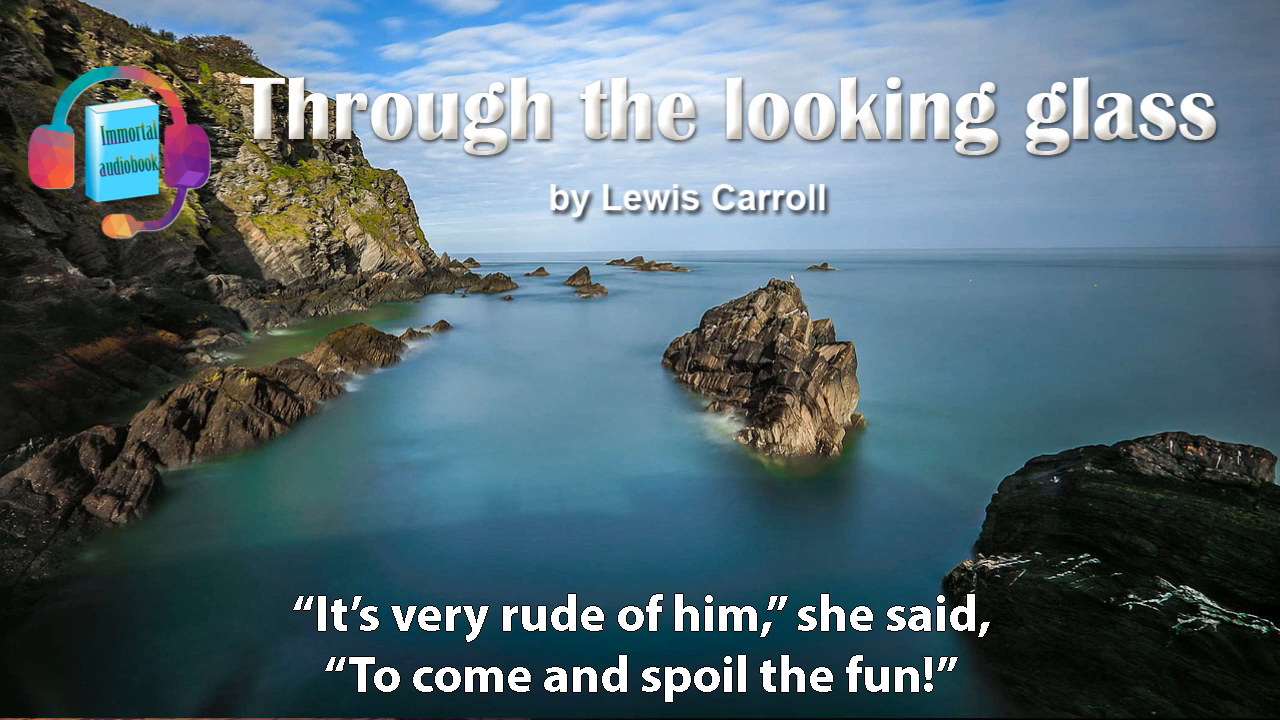 Immortal
audiobook
Through the looking glass
by Lewis Carroll
“It’s very rude of him,” she said,
“To come and spoil the fun!”